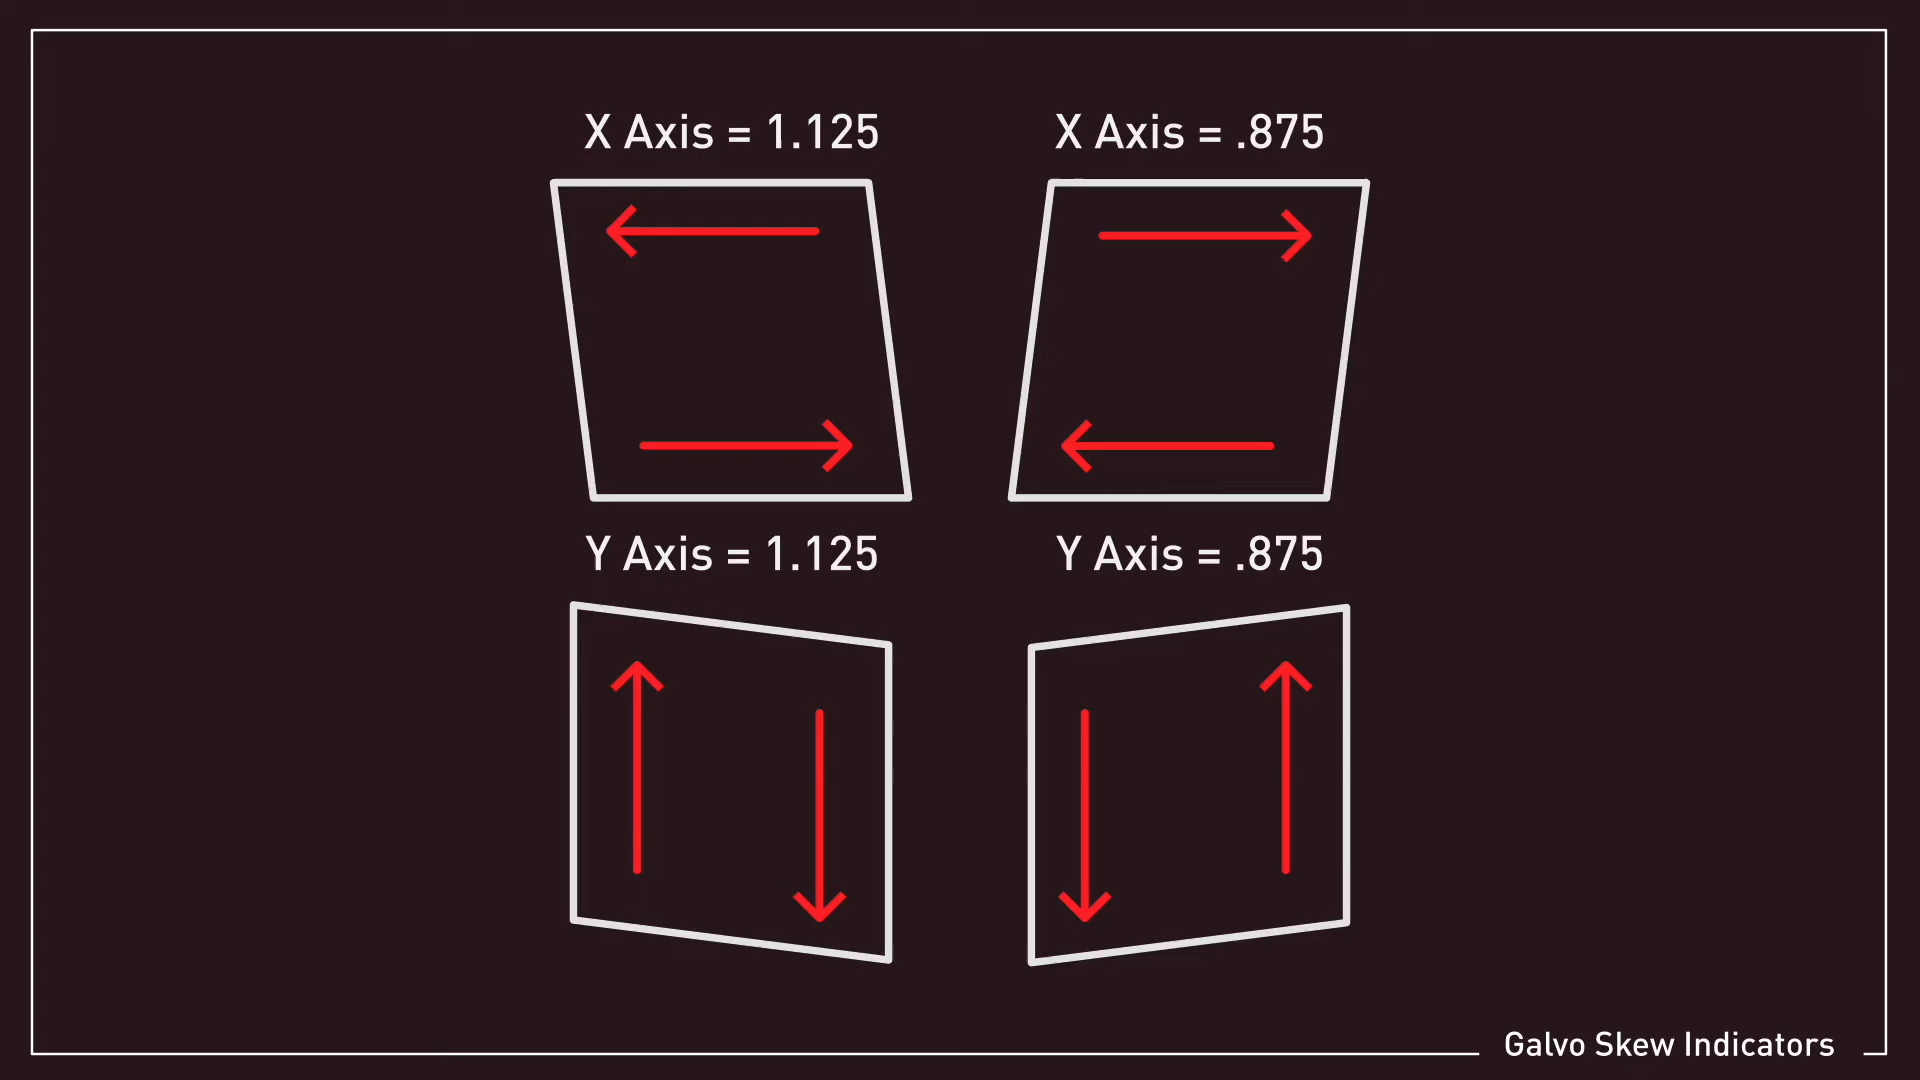 X Axis = 1.125
X Axis = .875
Y Axis = 1.125
Y Axis = .875
Galvo Skew Indicators